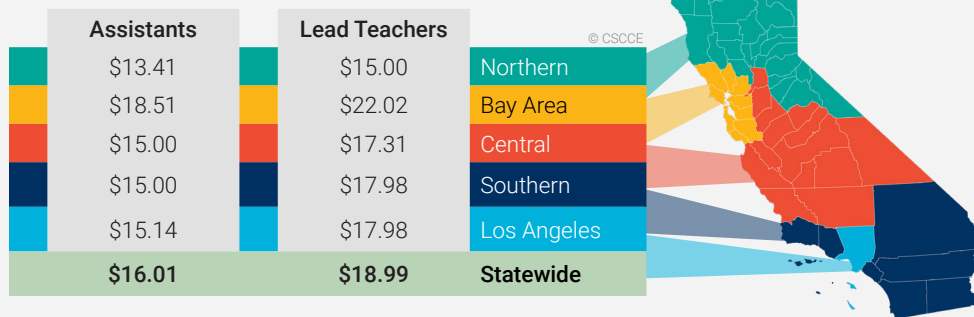 Assistants Lead Teachers
© CSCCE
$13.41 $15.00 Northern
$18.51 $22.02 Bay Area
$15.00 $17.31 Central
$15.00 $17.98 Southern
$15.14 $17.98 Los Angeles
$16.01 $18.99 Statewide